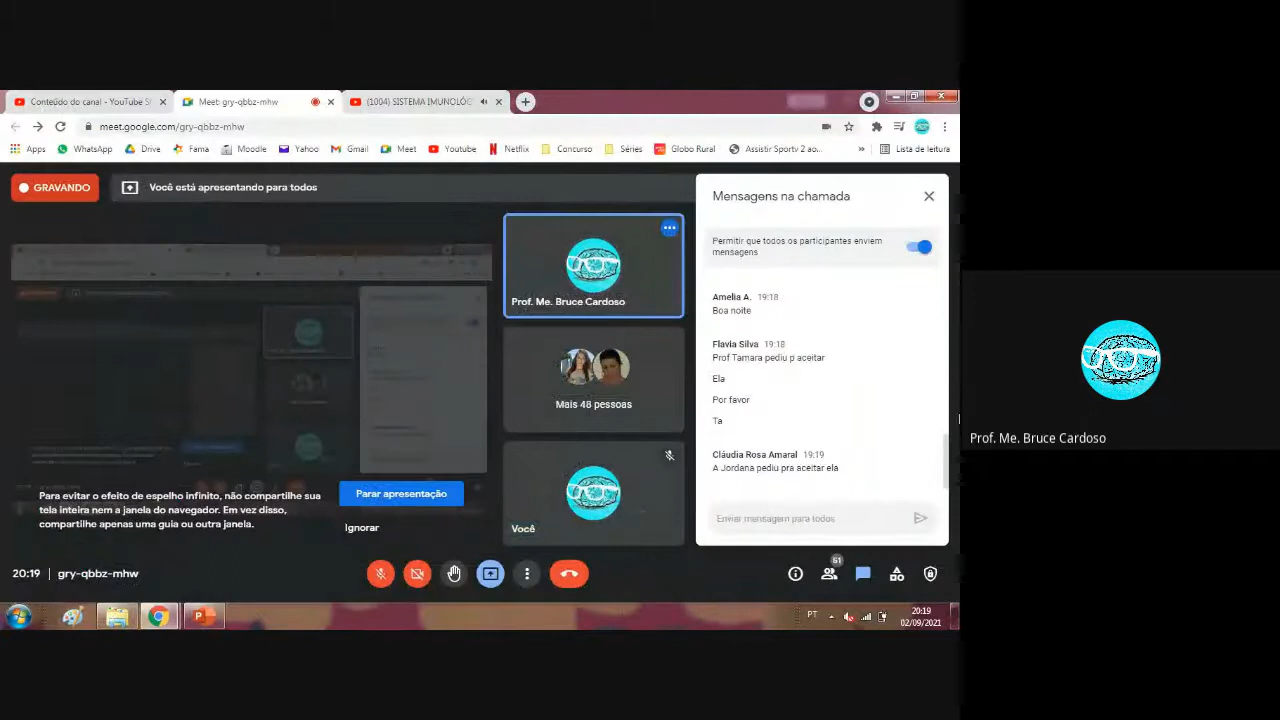 Conteúdo do canal - YouTube S
Meet: gry-qbbz-mhw
(1004) SISTEMA IMUNOLÓG
meet.google.com/gry-qbbz-mhw
Apps
WhatsApp
Drive
Fama
Moodle
Yahoo
Gmail
Meet
Youtube
Netflix
Concurso
Séries
Globo Rural
Assistir Sportv 2 ao...
»
Lista de leitura
GRAVANDO
Você está apresentando para todos
Mensagens na chamada
Permitir que todos os participantes enviem
mensagens
Prof. Me. Bruce Cardoso
Amelia A. 19:18
Boa noite
Flavia Silva 19:18
Prof Tamara pediu p aceitar
Ela
Por favor
Ta
Cláudia Rosa Amaral 19:19
A Jordana pediu pra aceitar ela
Enviar mensagem para todos
Mais 48 pessoas
Você
Para evitar o efeito de espelho infinito, não compartilhe sua
tela inteira nem a janela do navegador. Em vez disso,
compartilhe apenas uma guia ou outra janela.
Parar apresentação
Ignorar
20:19 | gry-qbbz-mhw
51
PT
20:19
02/09/2021
Prof. Me. Bruce Cardoso